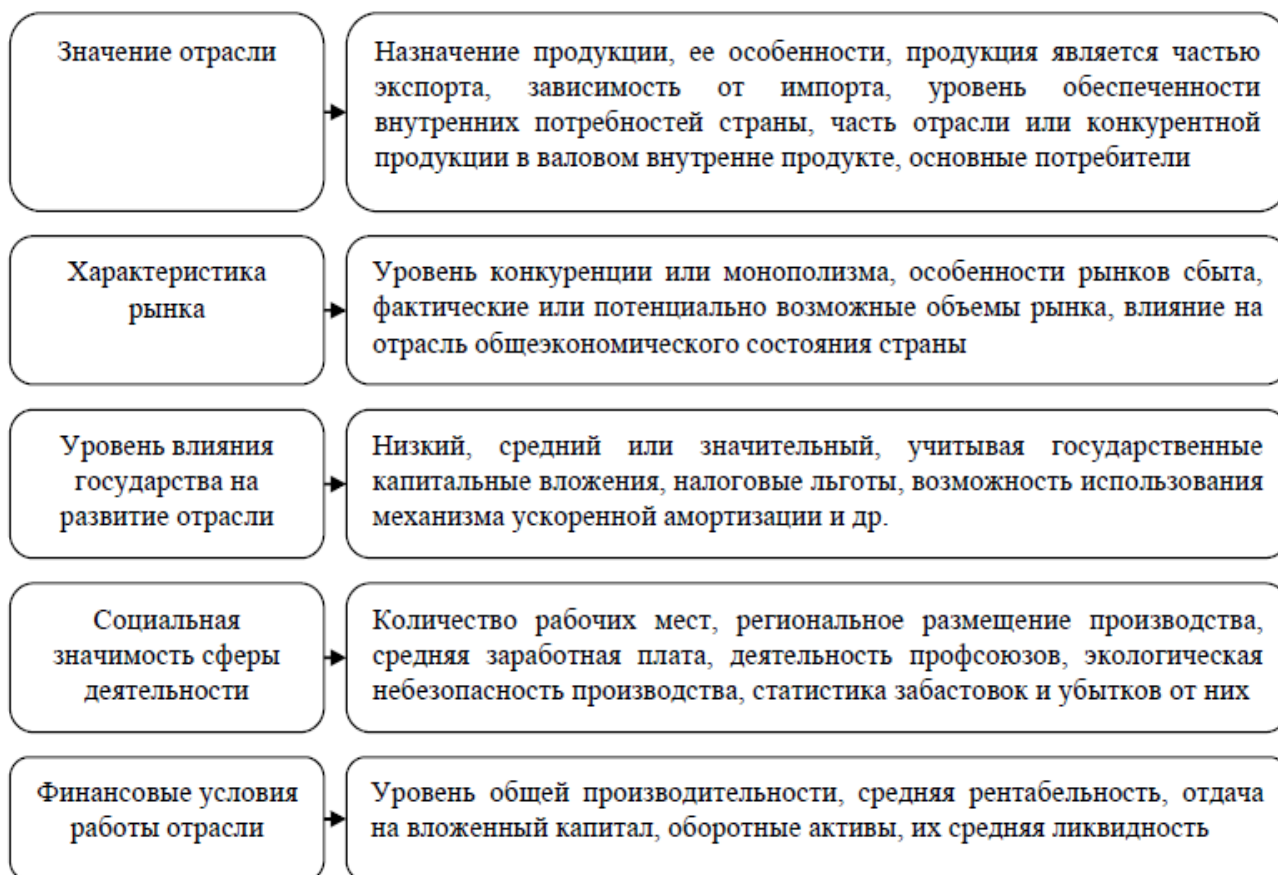 Значение отрасли
Назначение продукции, ее особенности, продукция является частью
экспорта, зависимость от импорта, уровень обеспеченности
внутренних потребностей страны, часть отрасли или конкурентной
продукции в валовом внутренне продукте, основные потребители
Характеристика
рынка
Уровень конкуренции или монополизма, особенности рынков сбыта,
фактические или потенциально возможные объемы рынка, влияние на
отрасль общеэкономического состояния страны
Уровень влияния
государства на
развитие отрасли
Низкий, средний или значительный, учитывая государственные
капитальные вложения, налоговые льготы, возможность использования
механизма ускоренной амортизации и др.
Социальная
значимость сферы
деятельности
Количество рабочих мест, региональное размещение производства,
средняя заработная плата, деятельность профсоюзов, экологическая
небезопасность производства, статистика забастовок и убытков от них
Финансовые условия
работы отрасли
Уровень общей производительности, средняя рентабельность, отдача
на вложенный капитал, оборотные активы, их средняя ликвидность